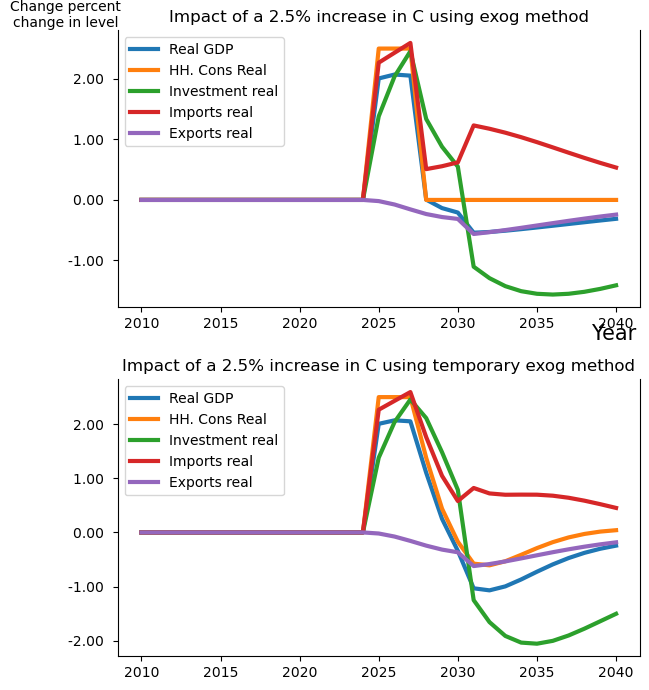 Change percent
change in level
Impact of a 2.5% increase in C using exog method
Real GDP
HH. Cons Real
Investment real
Imports real
Exports real
2.00
1.00
0.00
-1.00
2010 2015 2020 2025 2030 2035 2040
Year
Impact of a 2.5% increase in C using temporary exog method
Real GDP
HH. Cons Real
Investment real
Imports real
Exports real
2.00
1.00
0.00
-1.00
-2.00
2010 2015 2020 2025 2030 2035 2040